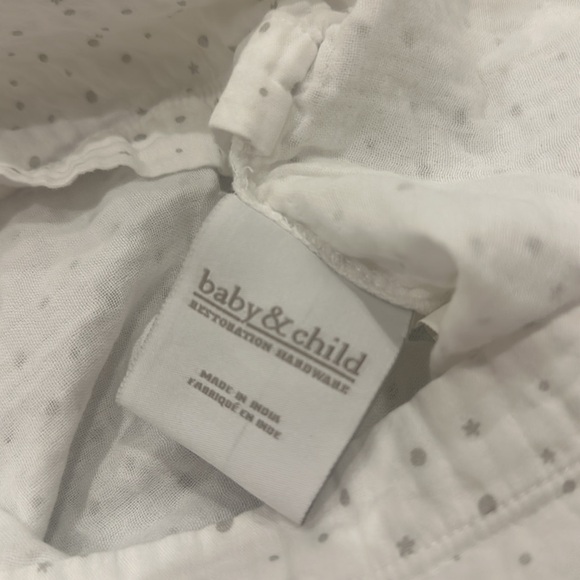 baby & child
RESTORATION HARDWARE
MADE IN INDIA
FABRIQUÉ EN INDE